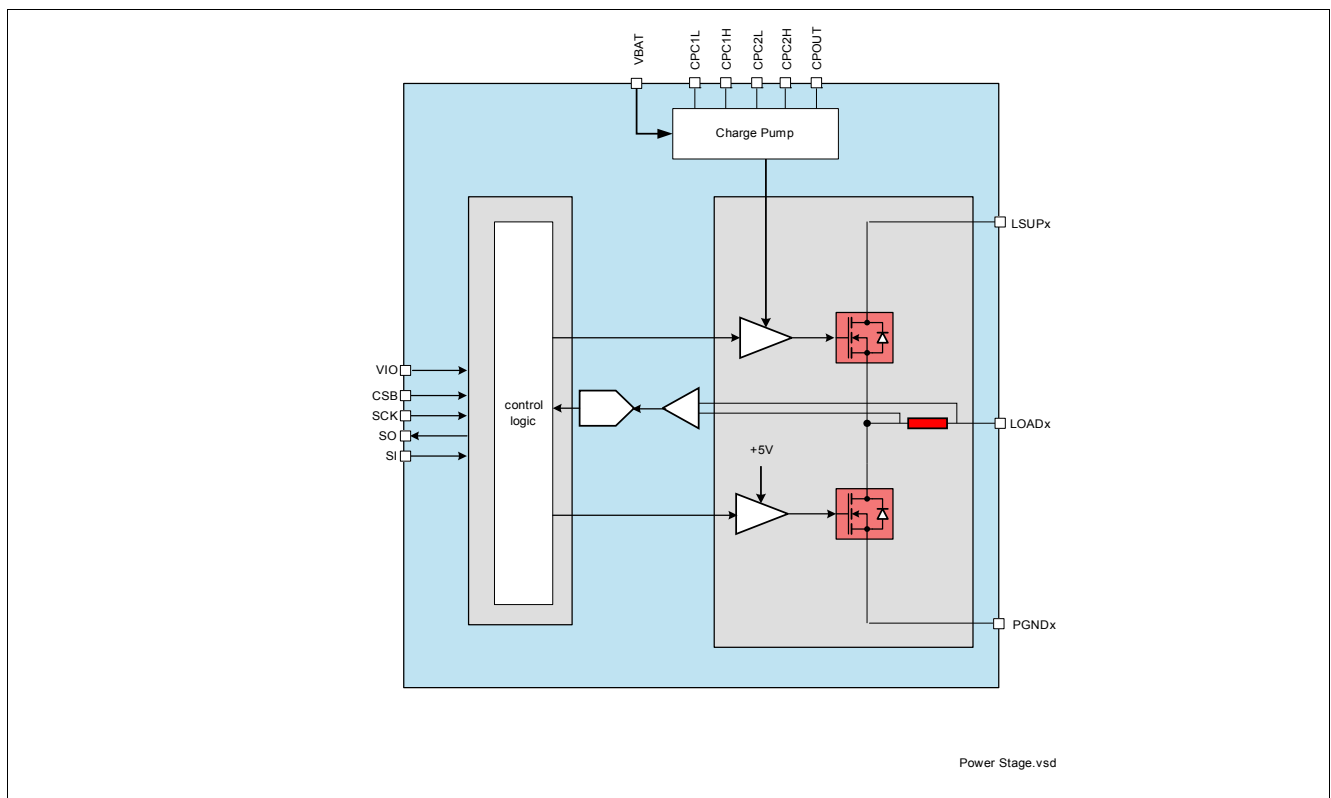 VBAT
CPC1L
CPC1H
CPC2L
CPC2H
CPOUT
Charge Pump
LSUPx
VIO
CSB
SCK
SO
SI
control
logic
LOADx
+5V
PGNDx
Power Stage.vsd